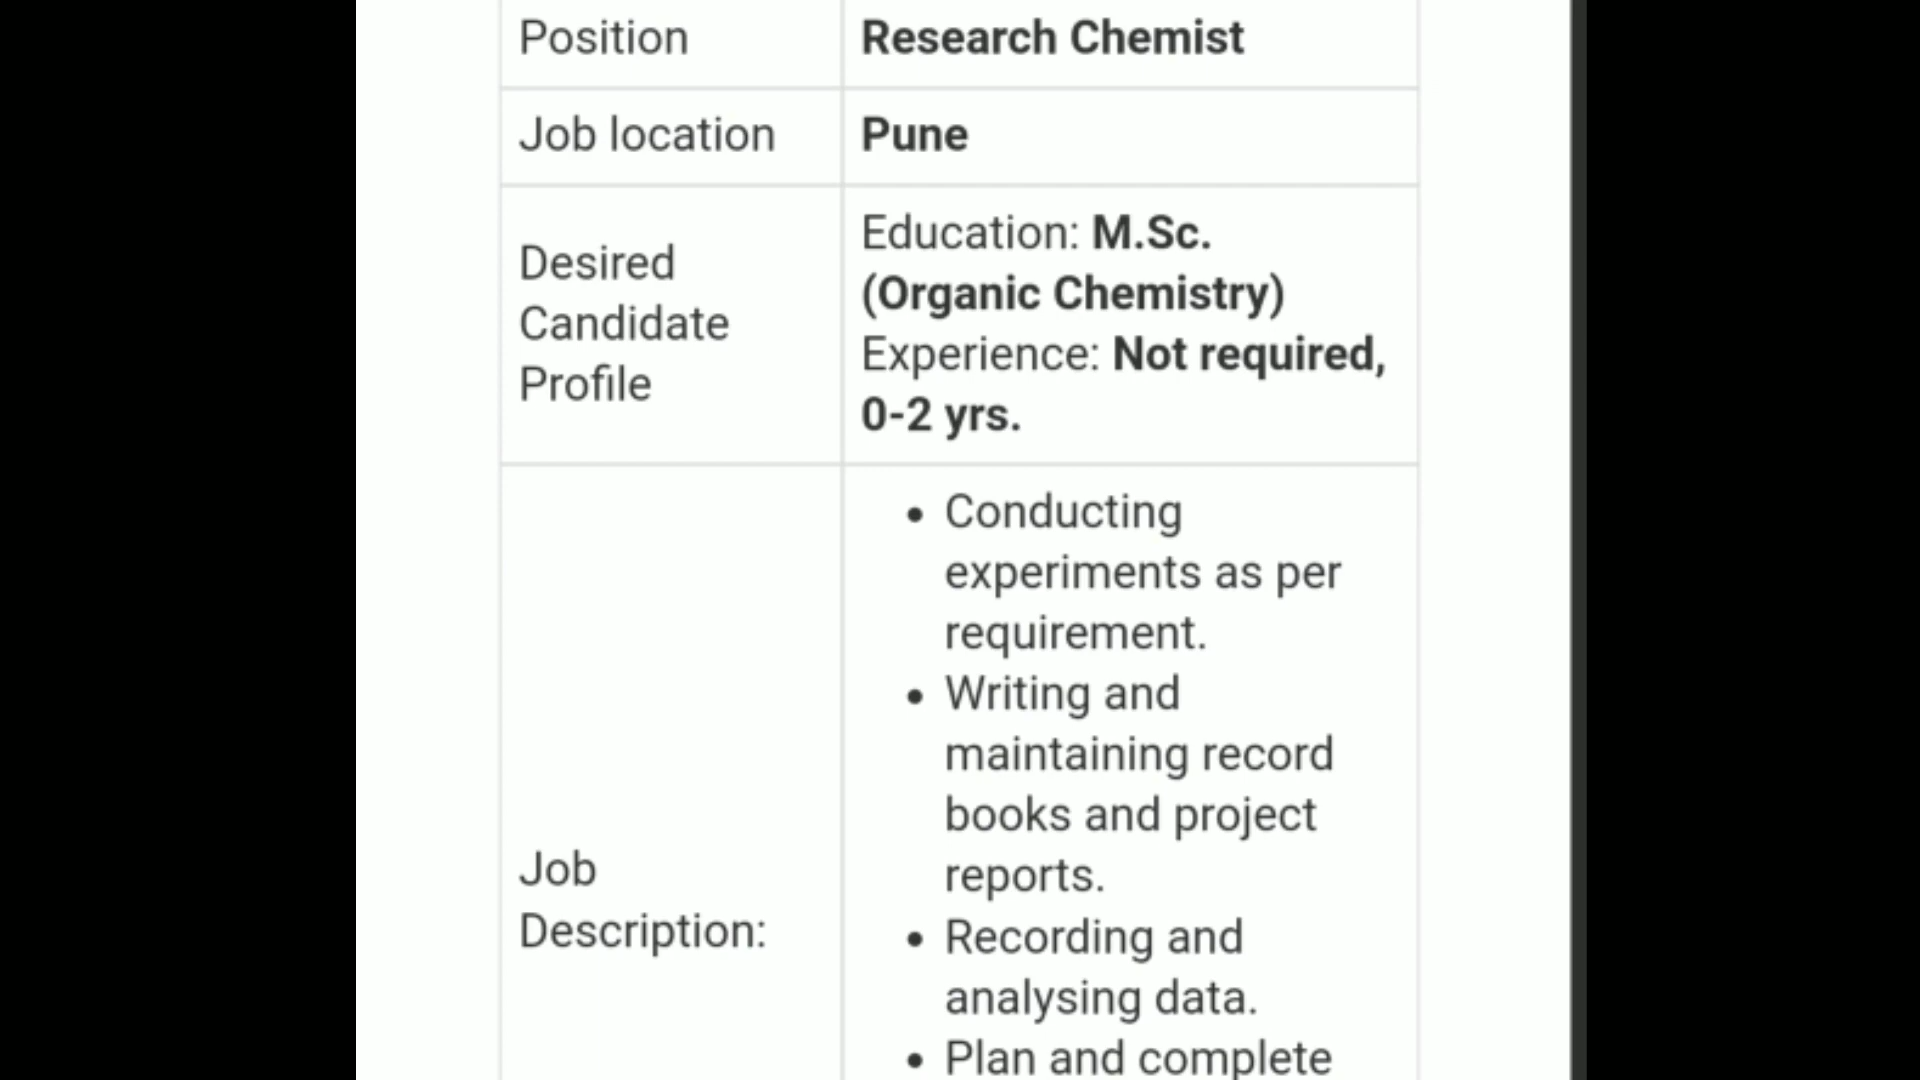 Position
Research Chemist
Job location
Pune
Desired
Candidate
Profile
Education: M.Sc.
(Organic Chemistry)
Experience: Not required,
0-2 yrs.
Job
Description:
• Conducting
experiments as per
requirement.
• Writing and
maintaining record
books and project
reports.
• Recording and
analysing data.
• Plan and complete